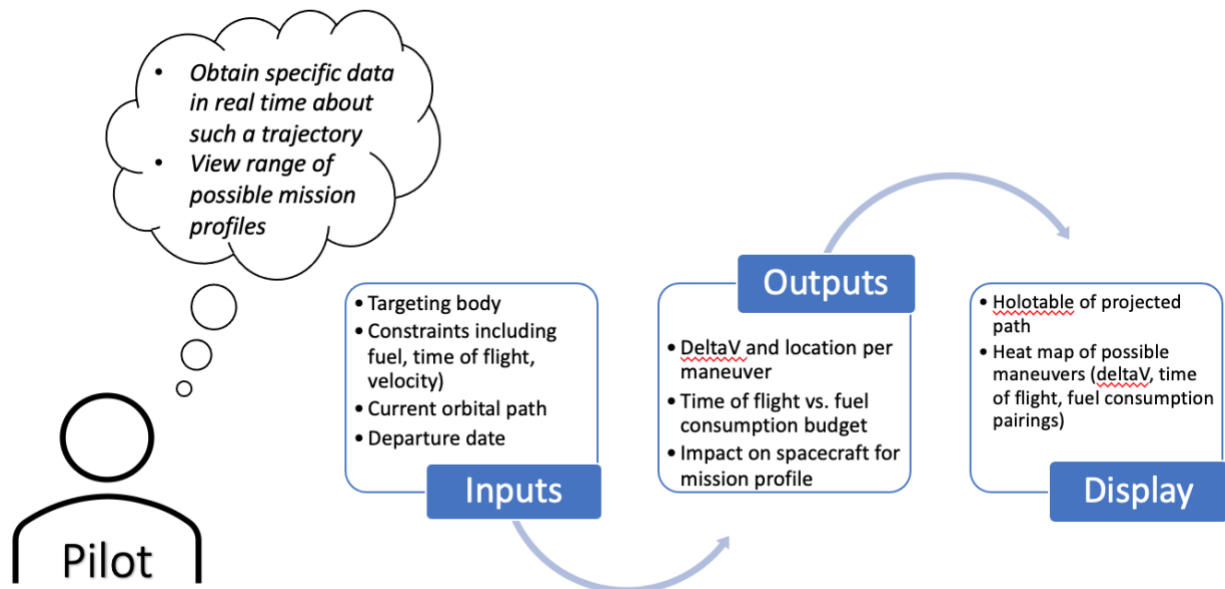 • Obtain specific data
in real time about
such a trajectory
• View range of
possible mission
profiles
Pilot
• Targeting body
• Constraints including
fuel, time of flight,
velocity)
• Current orbital path
• Departure date
Inputs
Outputs
• DeltaV and location per
maneuver
• Time of flight vs. fuel
consumption budget
• Impact on spacecraft for
mission profile
• Holotable of projected
path
• Heat map of possible
maneuvers (deltaV, time
of flight, fuel consumption
pairings)
Display